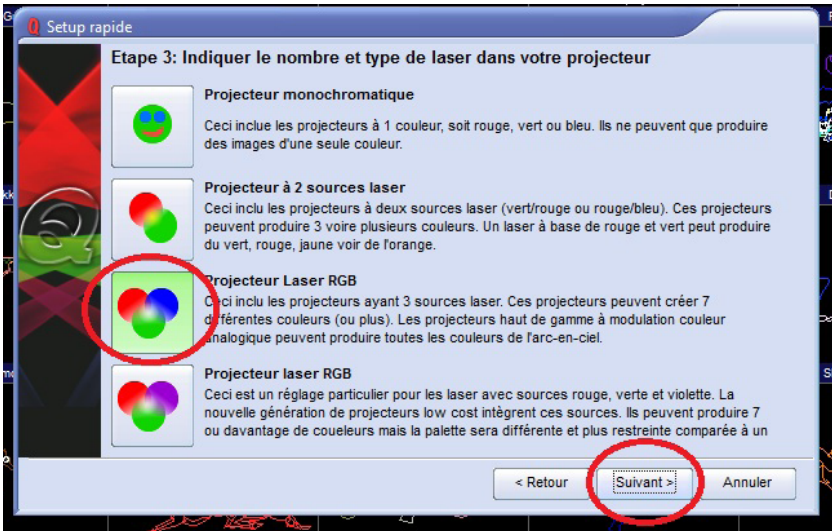 Setup rapide
Etape 3: Indiquer le nombre et type de laser dans votre projecteur
Projecteur monochromatique
Ceci inclue les projecteurs à 1 couleur, soit rouge, vert ou bleu. Ils ne peuvent que produire
des images d'une seule couleur.
Projecteur à 2 sources laser
Ceci inclu les projecteurs à deux sources laser (vert/rouge ou rouge/bleu). Ces projecteurs
peuvent produire 3 voire plusieurs couleurs. Un laser à base de rouge et vert peut produire
du vert, rouge, jaune voir de l'orange.
Projecteur Laser RGB
Ceci inclu les projecteurs ayant 3 sources laser. Ces projecteurs peuvent créer 7
différentes couleurs (ou plus). Les projecteurs haut de gamme à modulation couleur
analogique peuvent produire toutes les couleurs de l'arc-en-ciel.
Projecteur laser RGB
Ceci est un réglage particulier pour les laser avec sources rouge, verte et violette. La
nouvelle génération de projecteurs low cost intègrent ces sources. Ils peuvent produire 7
ou davantage de coueleurs mais la palette sera différente et plus restreinte comparée à un
< Retour Suivant > Annuler